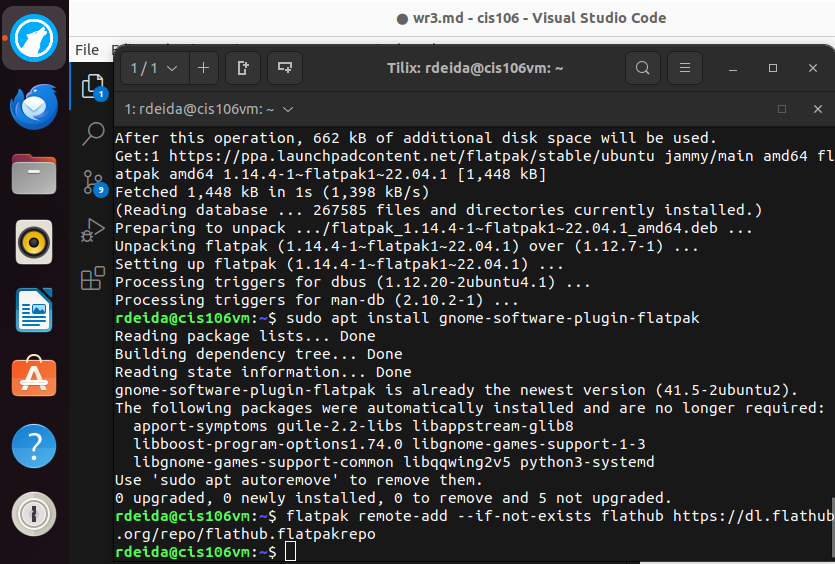 ● wr3.md - cis106 - Visual Studio Code
File
1 / 1
Tilix: rdeida@cis106vm: ~
1
1: rdeida@cis106vm: ~
9
After this operation, 662 kB of additional disk space will be used.
Get:1 https://ppa.launchpadcontent.net/flatpak/stable/ubuntu jammy/main amd64 fl
atpak amd64 1.14.4-1~flatpak1~22.04.1 [1,448 kB]
Fetched 1,448 kB in 1s (1,398 kB/s)
(Reading database ... 267585 files and directories currently installed.)
Preparing to unpack .../flatpak_1.14.4-1~flatpak1~22.04.1_amd64.deb ...
Unpacking flatpak (1.14.4-1~flatpak1~22.04.1) over (1.12.7-1) ...
Setting up flatpak (1.14.4-1~flatpak1~22.04.1) ...
Processing triggers for dbus (1.12.20-2ubuntu4.1) ...
Processing triggers for man-db (2.10.2-1) ...
rdeida@cis106vm:~$ sudo apt install gnome-software-plugin-flatpak
Reading package lists... Done
Building dependency tree... Done
Reading state information... Done
gnome-software-plugin-flatpak is already the newest version (41.5-2ubuntu2).
The following packages were automatically installed and are no longer required:
  apport-symptoms guile-2.2-libs libappstream-glib8
  libboost-program-options1.74.0 libgnome-games-support-1-3
  libgnome-games-support-common libqqwing2v5 python3-systemd
Use 'sudo apt autoremove' to remove them.
0 upgraded, 0 newly installed, 0 to remove and 5 not upgraded.
rdeida@cis106vm:~$ flatpak remote-add --if-not-exists flathub https://dl.flathub
.org/repo/flathub.flatpakrepo
rdeida@cis106vm:~$